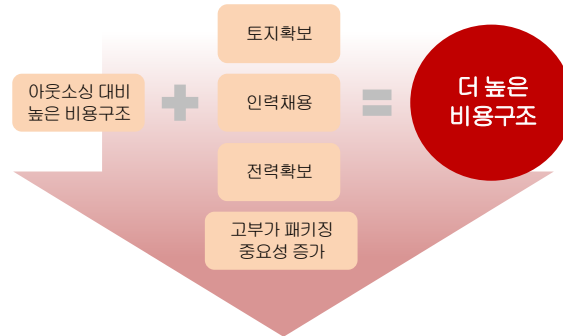 토지확보
아웃소싱 대비
높은 비용구조
인력채용
더 높은
비용구조
전력확보
고부가 패키징
중요성 증가